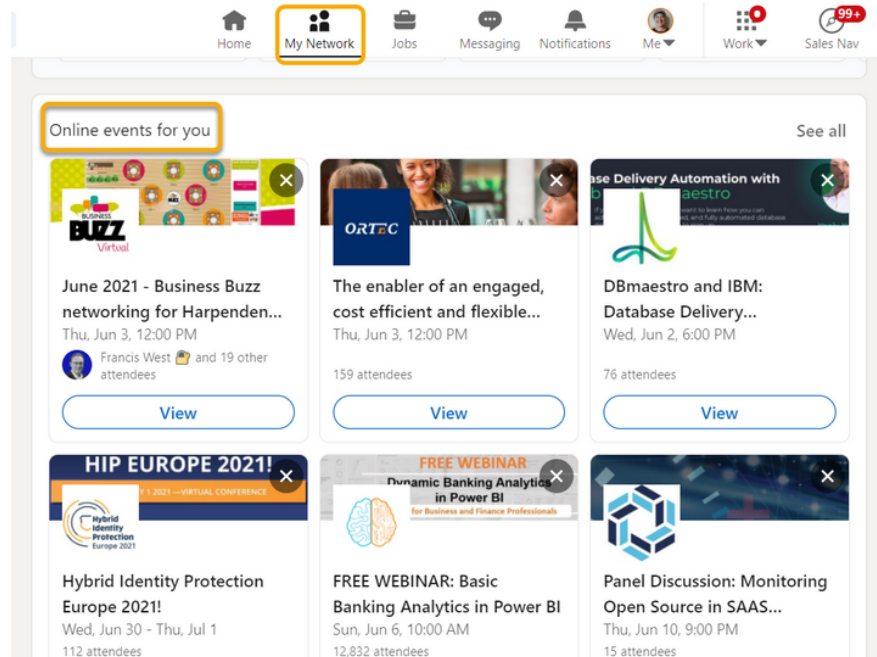 99+
Home
My Network
Jobs
Messaging
Notifications
Me
Work
Sales Nav
Online events for you
See all
BUSINESS
BUZZ
Virtual
ORTEC
ase Delivery Automation with
aestro
June 2021 - Business Buzz
networking for Harpenden...
Thu, Jun 3, 12:00 PM
Francis West and 19 other
attendees
View
The enabler of an engaged,
cost efficient and flexible...
Thu, Jun 3, 12:00 PM
159 attendees
View
DBmaestro and IBM:
Database Delivery...
Wed, Jun 2, 6:00 PM
76 attendees
View
HIP EUROPE 2021!
Y 1 2021 —VIRTUAL CONFERENCE
Hybrid
Identity
Protection
Europe 2021
Hybrid Identity Protection
Europe 2021!
Wed, Jun 30 - Thu, Jul 1
112 attendees
FREE WEBINAR
Dynamic Banking Analytics
in Power BI
for Business and Finance Professionals
FREE WEBINAR: Basic
Banking Analytics in Power BI
Sun, Jun 6, 10:00 AM
12,832 attendees
Panel Discussion: Monitoring
Open Source in SAAS...
Thu, Jun 10, 9:00 PM
15 attendees